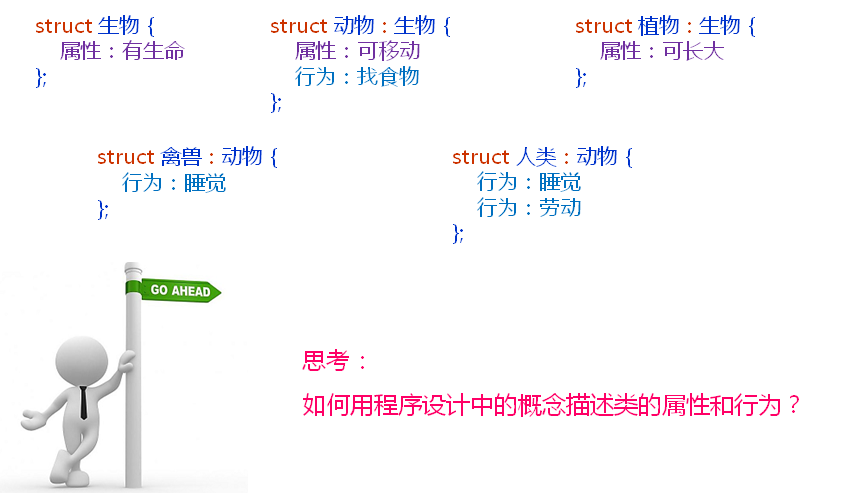 struct 生物 {
属性：有生命
};
struct 动物：生物 {
属性：可移动
行为：找食物
};
struct 植物：生物 {
属性：可长大
};
struct 禽兽：动物 {
行为：睡觉
};
struct 人类：动物 {
行为：睡觉
行为：劳动
};
GO AHEAD
思考：
如何用程序设计中的概念描述类的属性和行为？